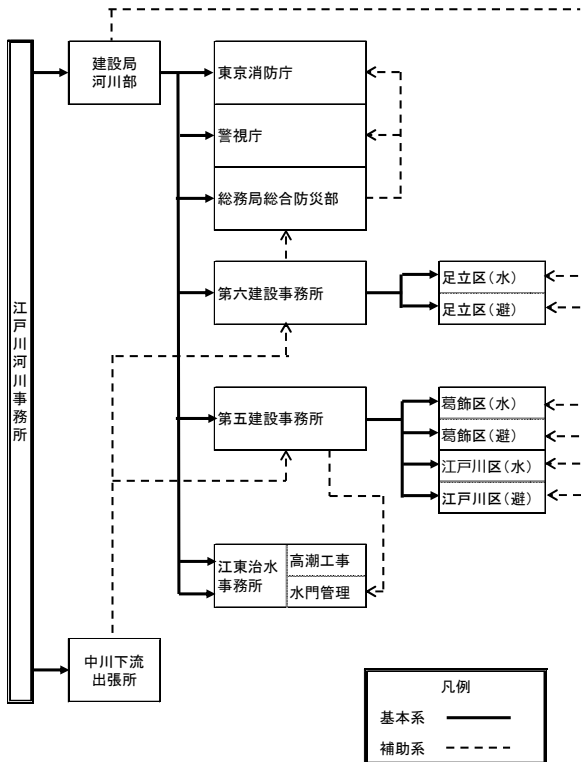 江戸川河川事務所
建設局
河川部
東京消防庁
警視庁
総務局総合防災部
第六建設事務所
足立区(水)
足立区(避)
第五建設事務所
葛飾区(水)
葛飾区(避)
江戸川区(水)
江戸川区(避)
江東治水
事務所
高潮工事
水門管理
中川下流
出張所
凡例
基本系
補助系